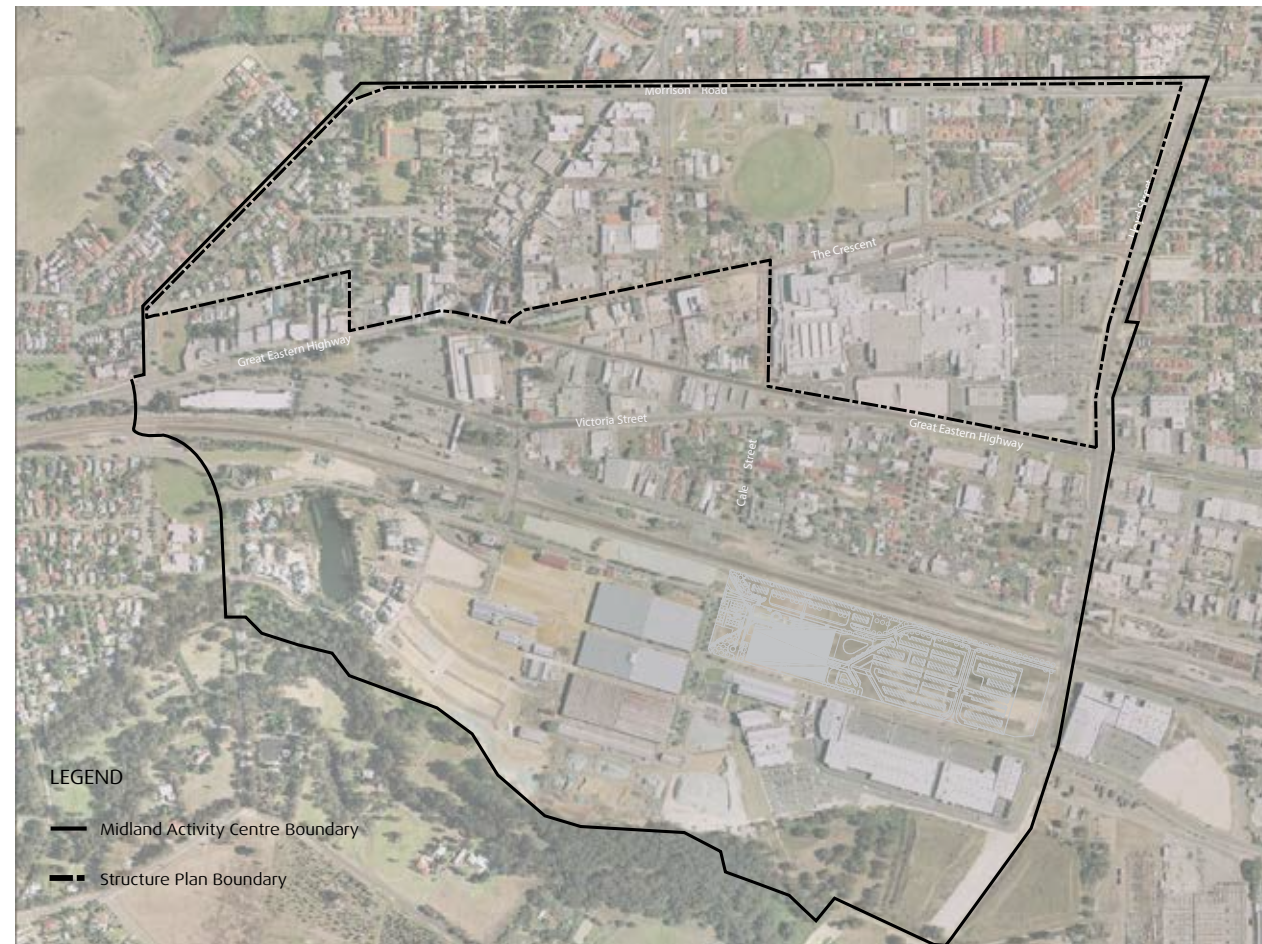 Morrison Road
The Crescent
Great Eastern Highway
Victoria Street
Great Eastern Highway
Cale Street
LEGEND
Midland Activity Centre Boundary
Structure Plan Boundary